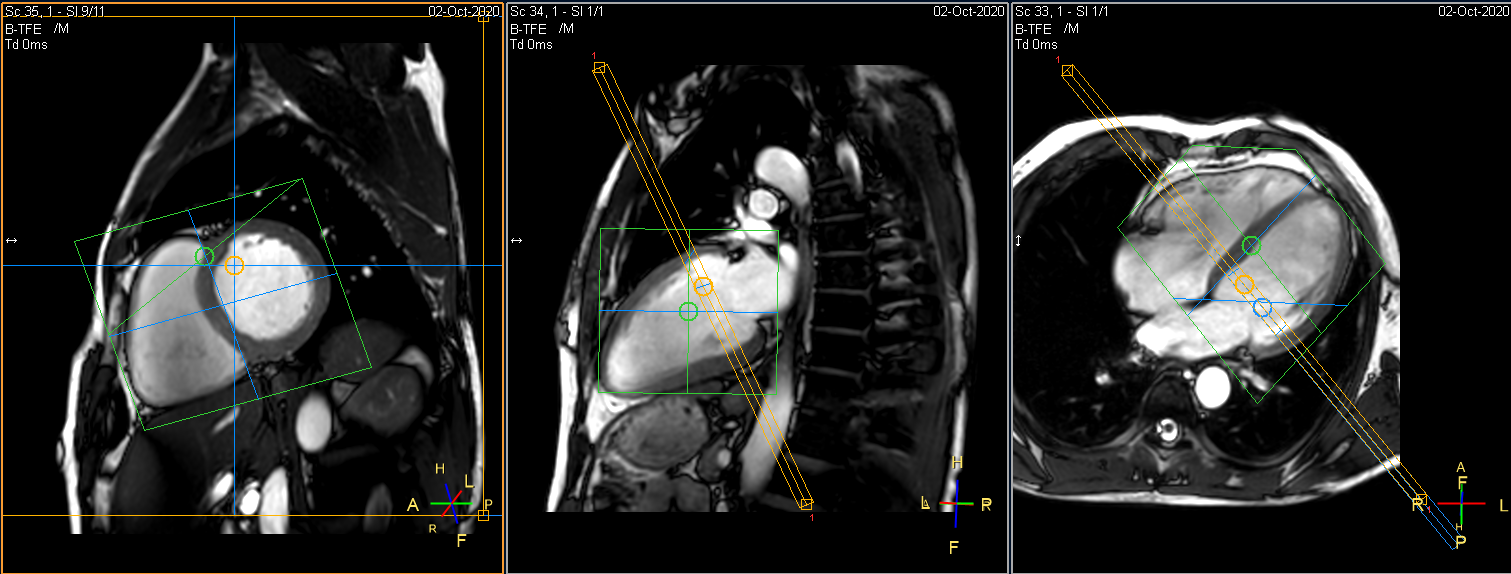 Sc 35, 1 - Sl 9/11
02-Oct-2020
B-TFE /M
Td 0ms
H
L
A
P
R
F
Sc 34, 1 - Sl 1/1
02-Oct-2020
B-TFE /M
Td 0ms
1
1
H
L
R
F
Sc 33, 1 - Sl 1/1
02-Oct-2020
B-TFE /M
Td 0ms
1
A
F
R
L
H
P